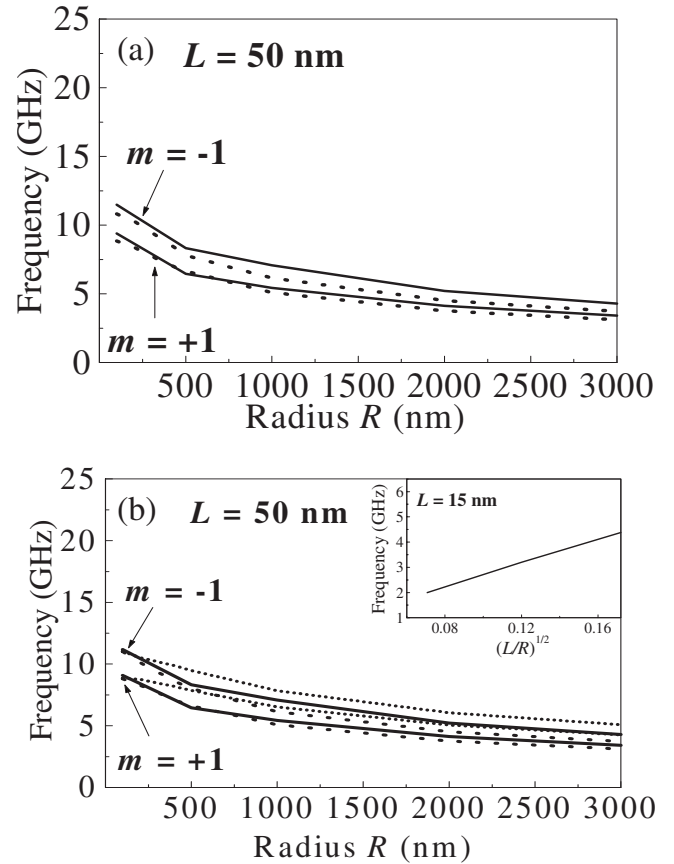 25
(a) L = 50 nm
20
15
m = -1
10
5
m = +1
0
500 1000 1500 2000 2500 3000
Frequency (GHz)
Radius R (nm)
25
(b) L = 50 nm
20
15
m = -1
10
5
m = +1
0
500 1000 1500 2000 2500 3000
Frequency (GHz)
Radius R (nm)
L = 15 nm
6
5
4
3
2
1
0.08 0.12 0.16
Frequency (GHz)
(L/R)^{1/2}